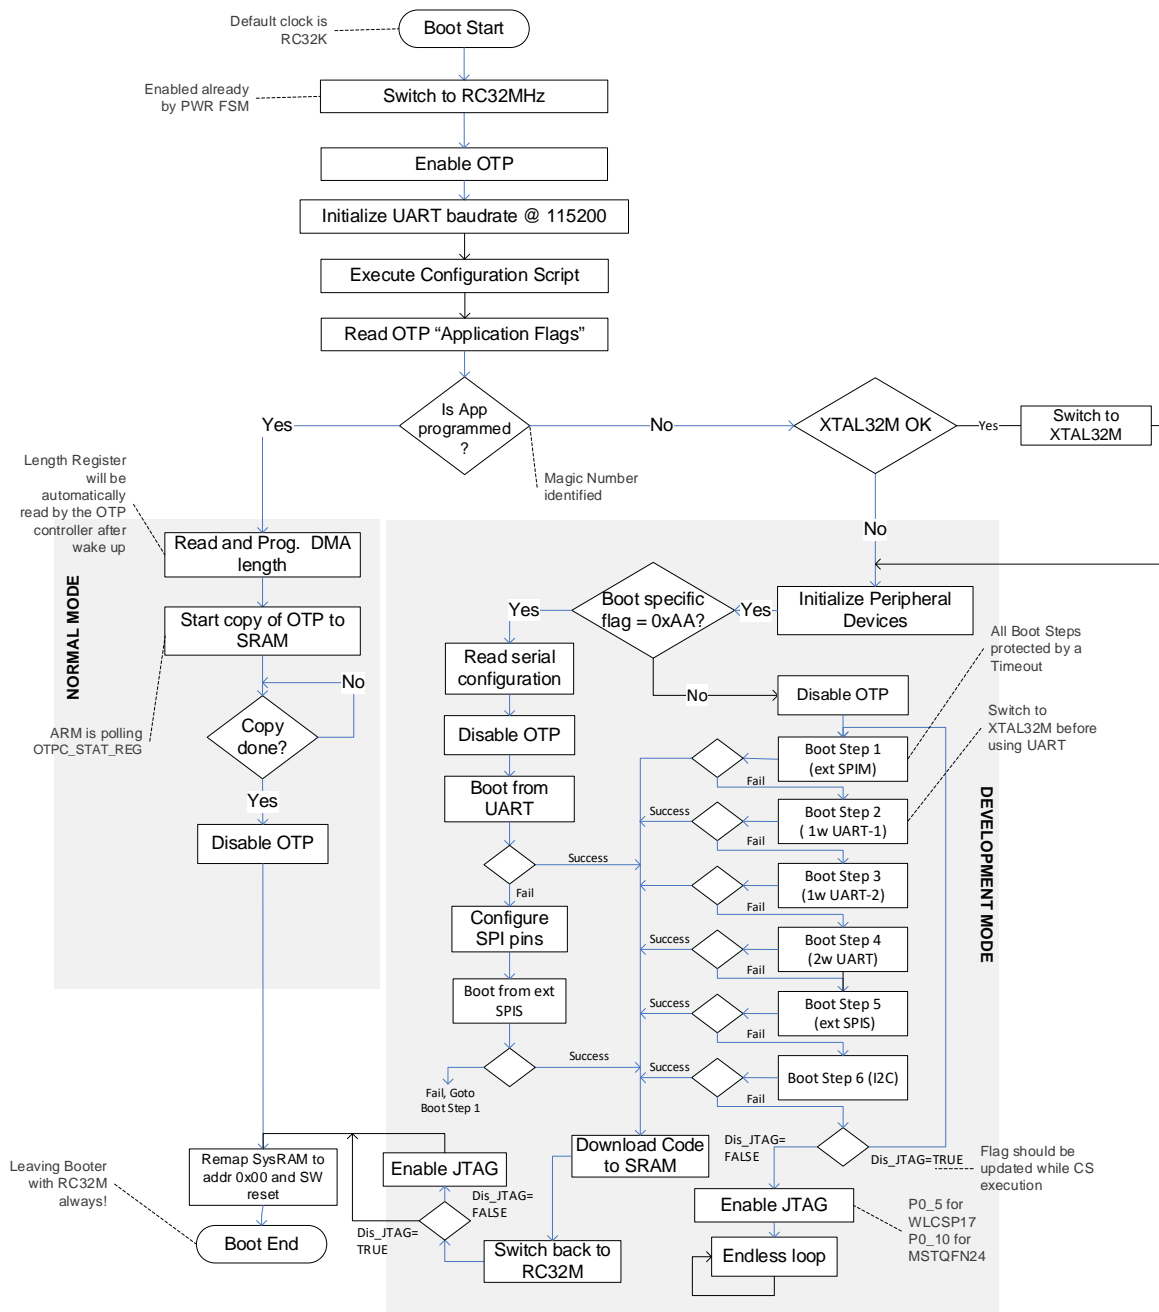 Default clock is
RC32K
Boot Start
Enabled already
by PWR FSM
Switch to RC32MHz
Enable OTP
Initialize UART baudrate @ 115200
Execute Configuration Script
Read OTP “Application Flags”
Is App
programmed
?
Yes
No
Magic Number
identified
XTAL32M OK
Yes
Switch to
XTAL32M
No
Length Register
will be
automatically
read by the OTP
controller after
wake up
NORMAL MODE
Read and Prog. DMA
length
Start copy of OTP to
SRAM
No
ARM is polling
OTPC_STAT_REG
Copy
done?
Yes
Disable OTP
Initialize Peripheral
Devices
Yes
Boot specific
flag = 0xAA?
Yes
No
Read serial
configuration
Disable OTP
Boot from
UART
Success
Fail
Configure
SPI pins
Boot from ext
SPIS
Success
Fail, Goto
Boot Step 1
Disable OTP
All Boot Steps
protected by a
Timeout
Switch to
XTAL32M before
using UART
DEVELOPMENT MODE
Boot Step 1
(ext SPIM)
Fail
Boot Step 2
( 1w UART-1)
Success
Fail
Boot Step 3
(1w UART-2)
Fail
Boot Step 4
(2w UART)
Success
Fail
Boot Step 5
(ext SPIS)
Success
Fail
Boot Step 6 (I2C)
Success
Fail
Dis_JTAG=
FALSE
Dis_JTAG=TRUE
Flag should be
updated while CS
execution
Enable JTAG
P0_5 for
WLCSP17
P0_10 for
MSTQFN24
Endless loop
Download Code
to SRAM
Switch back to
RC32M
Enable JTAG
Dis_JTAG=
FALSE
Dis_JTAG=
TRUE
Remap SysRAM to
addr 0x00 and SW
reset
Leaving Booter
with RC32M
always!
Boot End